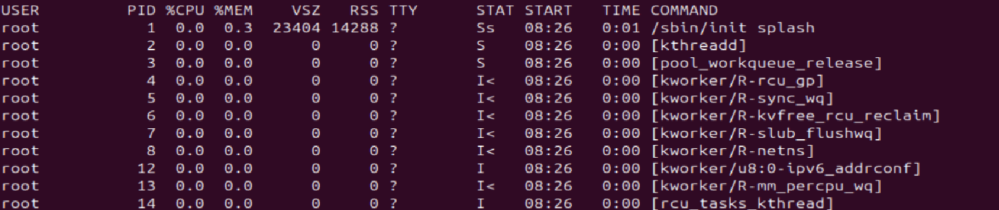 USER         PID %CPU %MEM    VSZ   RSS TTY      STAT START   TIME COMMAND
root           1  0.0  0.3  23404 14288 ?        Ss   08:26   0:01 /sbin/init splash
root           2  0.0  0.0      0     0 ?        S    08:26   0:00 [kthreadd]
root           3  0.0  0.0      0     0 ?        S    08:26   0:00 [pool_workqueue_release]
root           4  0.0  0.0      0     0 ?        I<   08:26   0:00 [kworker/R-rcu_gp]
root           5  0.0  0.0      0     0 ?        I<   08:26   0:00 [kworker/R-sync_wq]
root           6  0.0  0.0      0     0 ?        I<   08:26   0:00 [kworker/R-kvfree_rcu_reclaim]
root           7  0.0  0.0      0     0 ?        I<   08:26   0:00 [kworker/R-slub_flushwq]
root           8  0.0  0.0      0     0 ?        I<   08:26   0:00 [kworker/R-netns]
root          12  0.0  0.0      0     0 ?        I    08:26   0:00 [kworker/u8:0-ipv6_addrconf]
root          13  0.0  0.0      0     0 ?        I<   08:26   0:00 [kworker/R-mm_percpu_wq]
root          14  0.0  0.0      0     0 ?        I    08:26   0:00 [rcu_tasks_kthread]